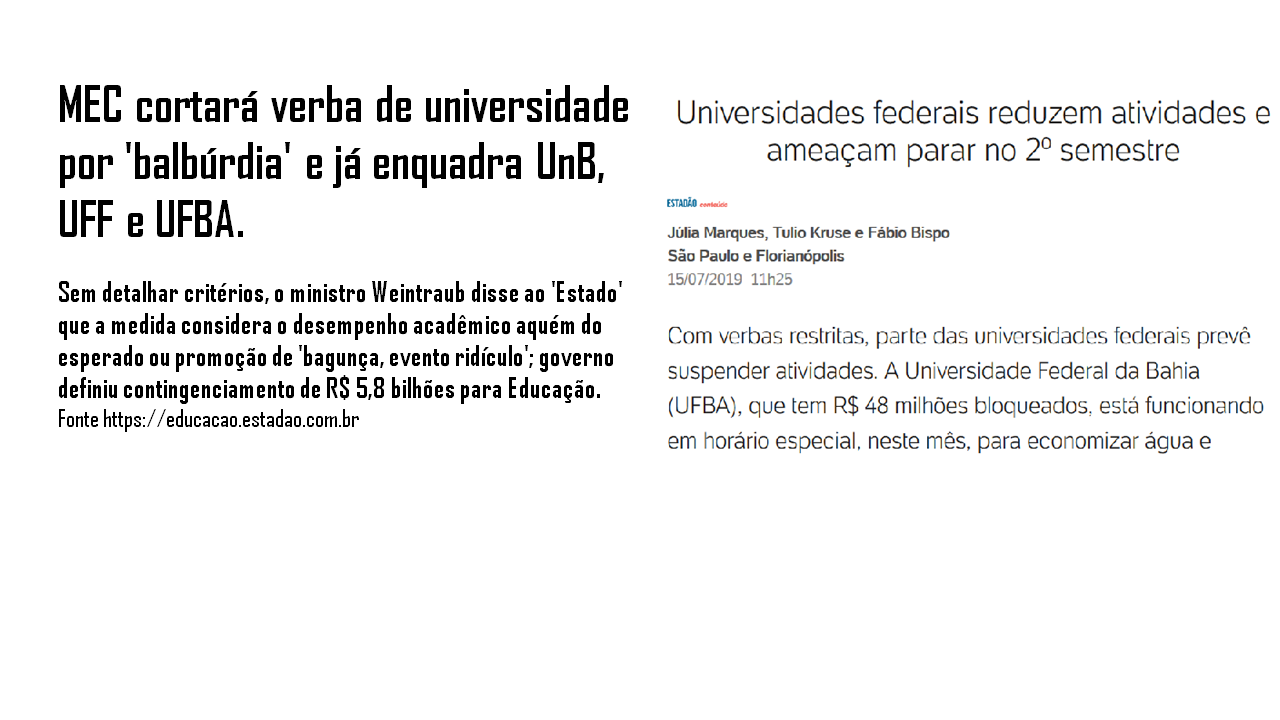 MEC cortará verba de universidade
por 'balbúrdia' e já enquadra UnB,
UFF e UFBA.
Sem detalhar critérios, o ministro Weintraub disse ao 'Estado'
que a medida considera o desempenho acadêmico aquém do
esperado ou promoção de 'bagunça, evento ridículo'; governo
definiu contingenciamento de R$ 5,8 bilhões para Educação.
Fonte https://educacao.estadao.com.br
Universidades federais reduzem atividades e
ameaçam parar no 2º semestre
ESTADÃO conteúdo
Júlia Marques, Tulio Kruse e Fábio Bispo
São Paulo e Florianópolis
15/07/2019 11h25
Com verbas restritas, parte das universidades federais prevê
suspender atividades. A Universidade Federal da Bahia
(UFBA), que tem R$ 48 milhões bloqueados, está funcionando
em horário especial, neste mês, para economizar água e